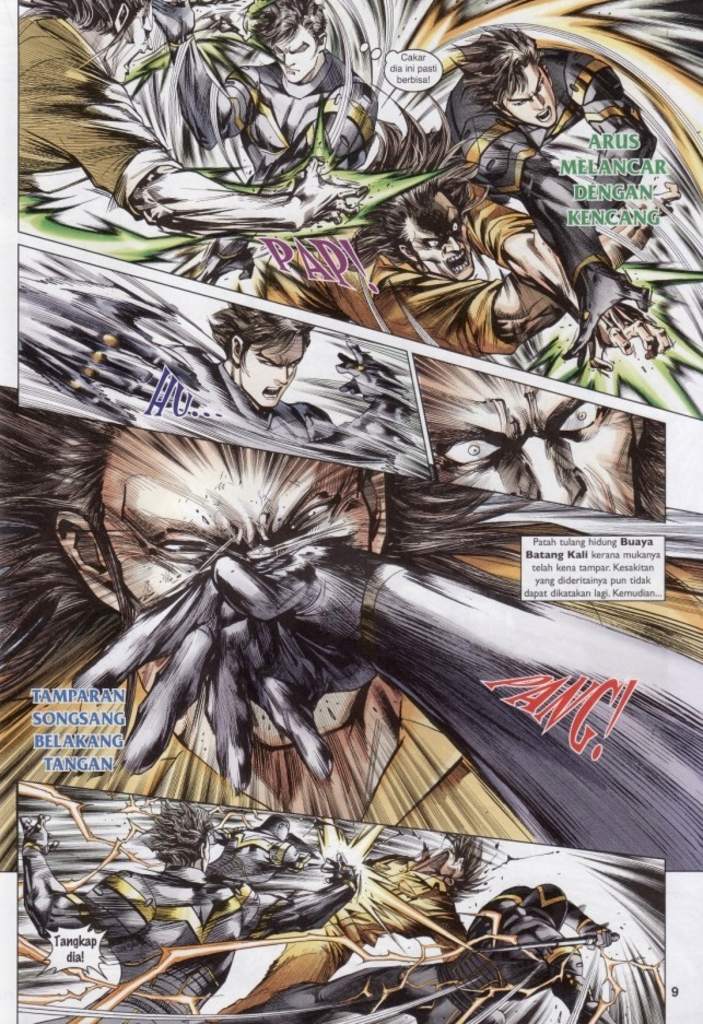 Cakar
dia ini pasti
berbisa!
ARUS
MELANCAR
DENGAN
KENCANG
PAP!
HU...
Patah tulang hidung Buaya
Batang Kali kerana mukanya
telah kena tampar. Kesakitan
yang dideritainya pun tidak
dapat dikatakan lagi. Kemudian...
PANG!
TAMPARAN
SONGSANG
BELAKANG
TANGAN
Tangkap
dia!
9